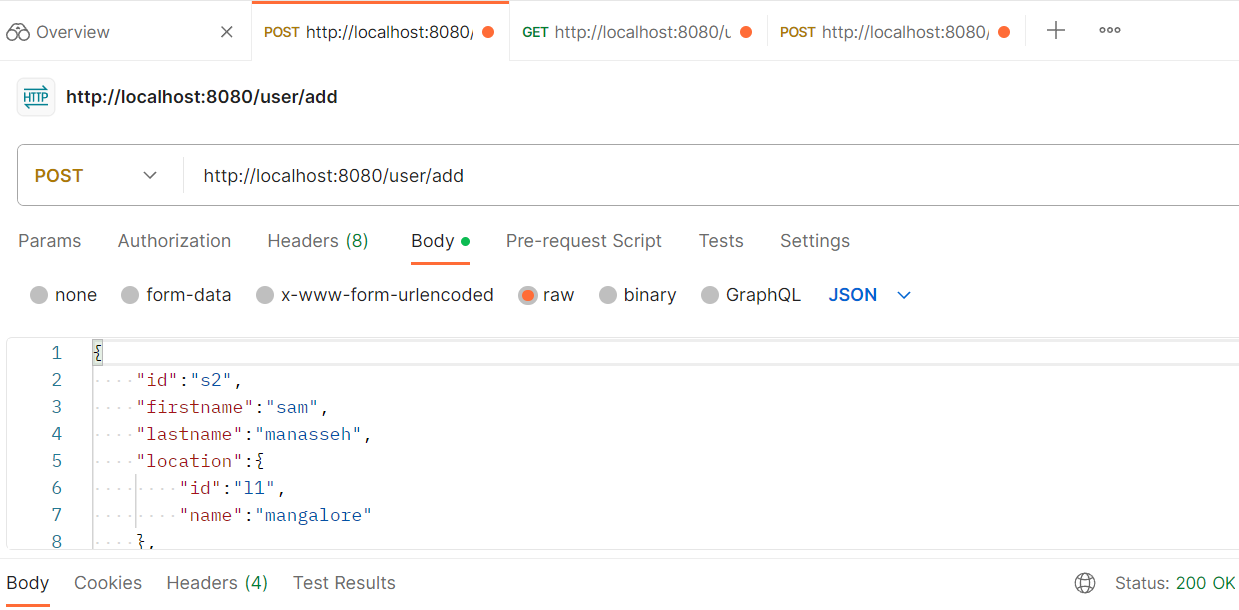 Overview POST http://localhost:8080/ GET http://localhost:8080/u POST http://localhost:8080/
HTTP http://localhost:8080/user/add
POST http://localhost:8080/user/add
Params Authorization Headers (8) Body Pre-request Script Tests Settings
none form-data x-www-form-urlencoded raw binary GraphQL JSON
1 {
2 "id":"s2",
3 "firstname":"sam",
4 "lastname":"manasseh",
5 "location":{
6 "id":"l1",
7 "name":"mangalore"
8 },
Body Cookies Headers (4) Test Results Status: 200 OK